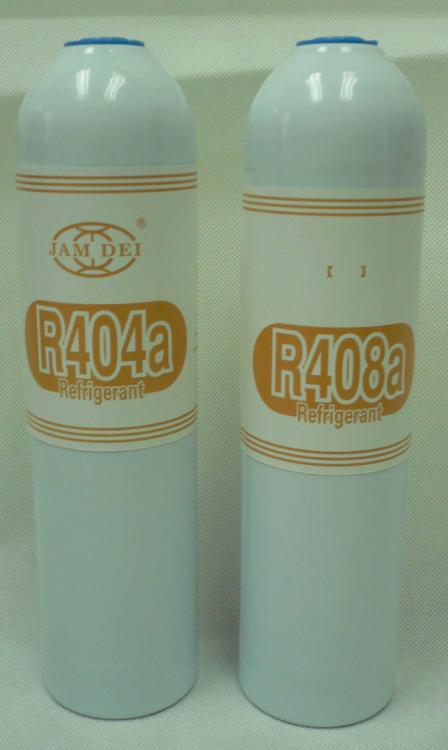 JAM DEI ®
R404a
Refrigerant
【 】
R408a
Refrigerant